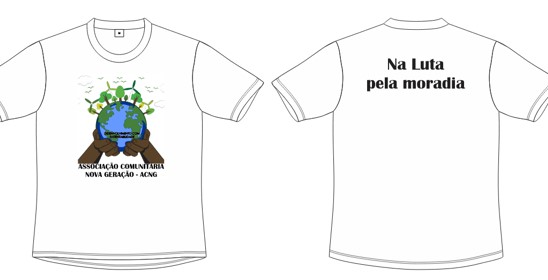 ASSOCIAÇÃO COMUNITÁRIA
NOVA GERAÇÃO - ACNG
Na Luta
pela moradia